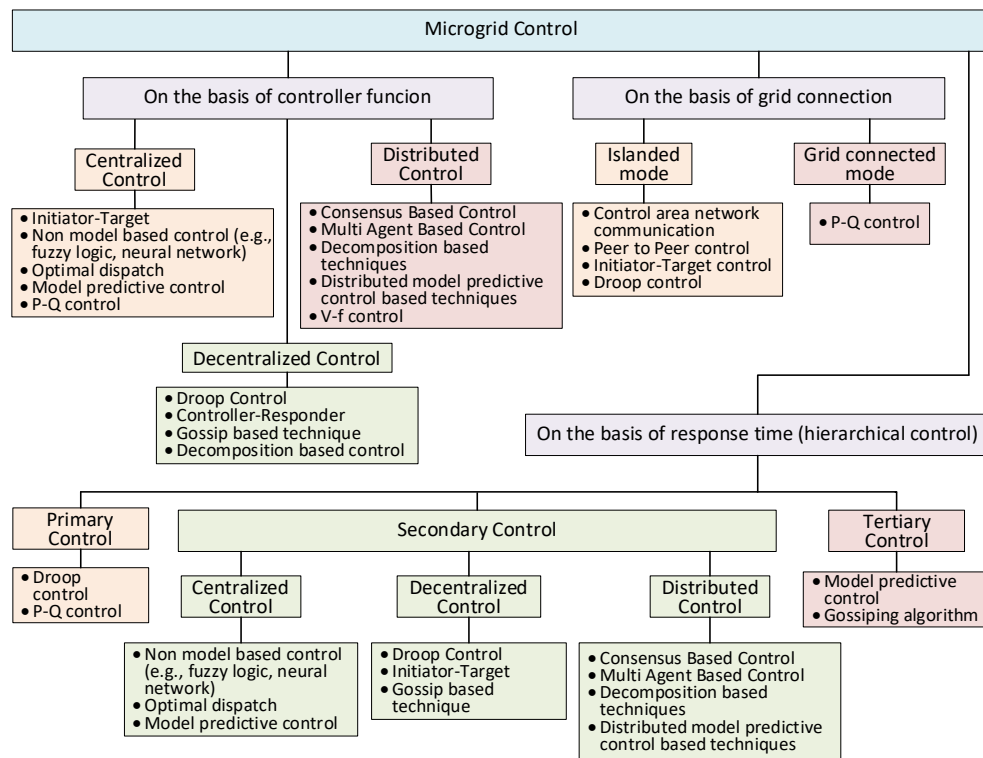 Microgrid Control
On the basis of controller funcion
On the basis of grid connection
Centralized
Control
• Initiator-Target
• Non model based control (e.g.,
fuzzy logic, neural network)
• Optimal dispatch
• Model predictive control
• P-Q control
Distributed
Control
• Consensus Based Control
• Multi Agent Based Control
• Decomposition based
techniques
• Distributed model predictive
control based techniques
• V-f control
Islanded
mode
• Control area network
communication
• Peer to Peer control
• Initiator-Target control
• Droop control
Grid connected
mode
• P-Q control
Decentralized Control
• Droop Control
• Controller-Responder
• Gossip based technique
• Decomposition based control
On the basis of response time (hierarchical control)
Primary
Control
• Droop
control
• P-Q control
Secondary Control
Centralized
Control
• Non model based control
(e.g., fuzzy logic, neural
network)
• Optimal dispatch
• Model predictive control
Decentralized
Control
• Droop Control
• Initiator-Target
• Gossip based
technique
Distributed
Control
• Consensus Based Control
• Multi Agent Based Control
• Decomposition based
techniques
• Distributed model predictive
control based techniques
Tertiary
Control
• Model predictive
control
• Gossiping algorithm